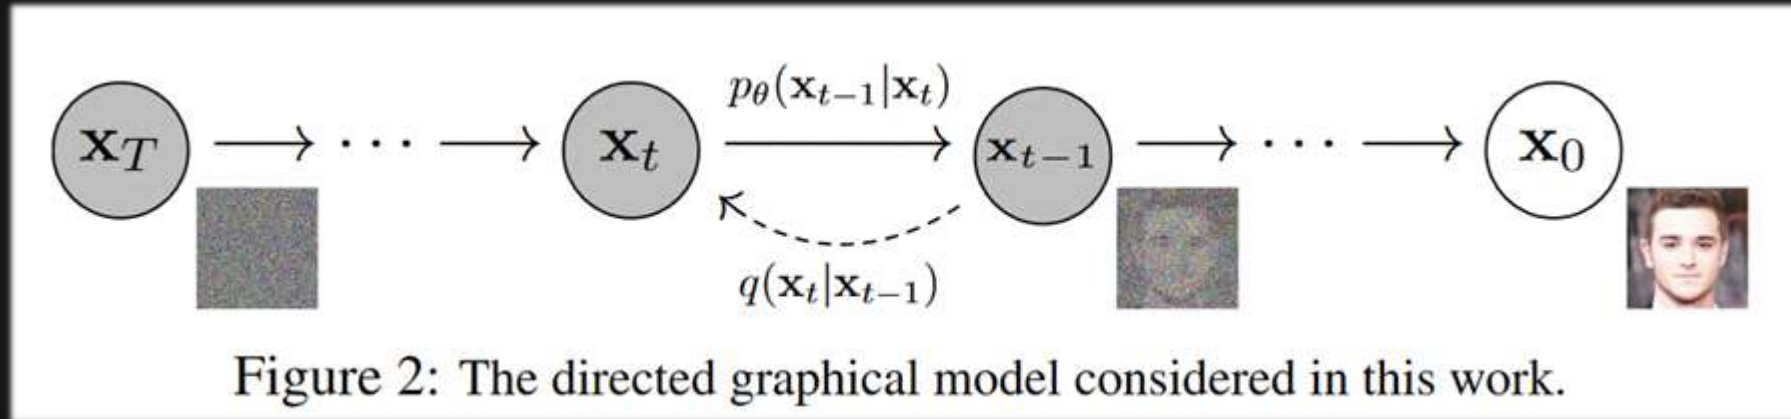 p_θ(x_{t−1}|x_t)
x_T → ··· → x_t → x_{t−1} → ··· → x_0
q(x_t|x_{t−1})
Figure 2: The directed graphical model considered in this work.